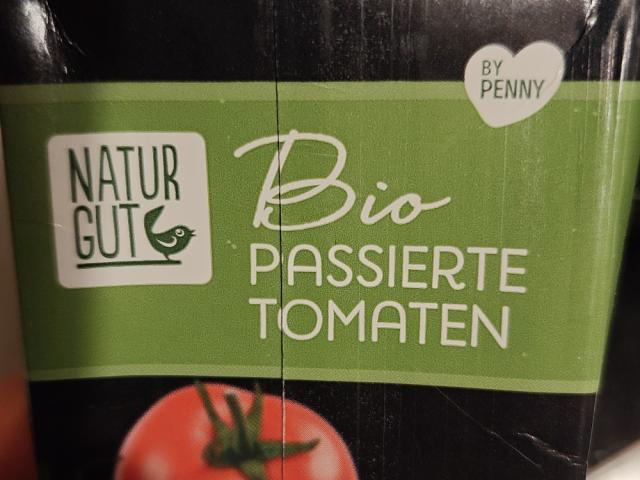 BY
PENNY
NATUR
GUT
Bio
PASSIERTE
TOMATEN